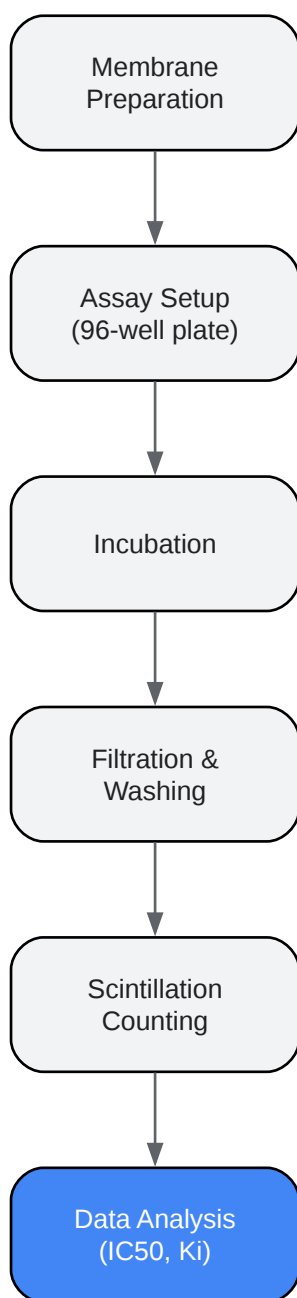 Membrane
Preparation
Assay Setup
(96-well plate)
Incubation
Filtration &
Washing
Scintillation
Counting
Data Analysis
(IC50, Ki)